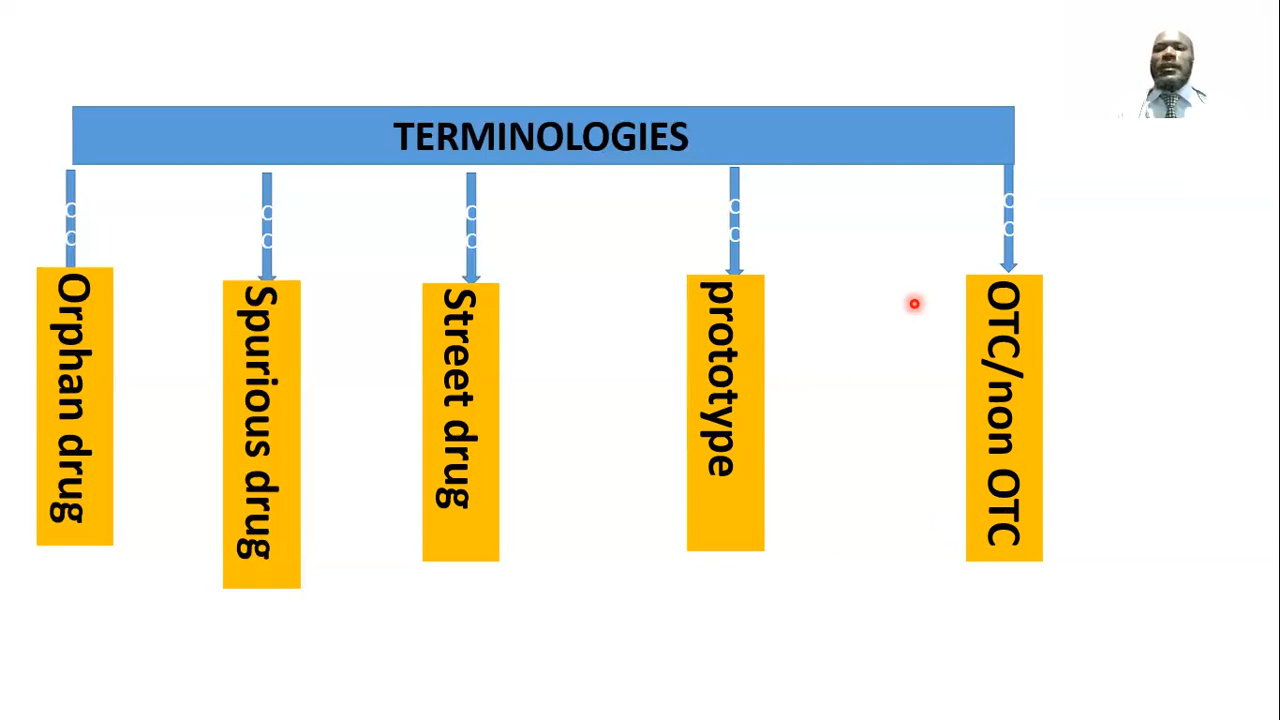 TERMINOLOGIES
Orphan drug
Spurious drug
Street drug
prototype
OTC/non OTC